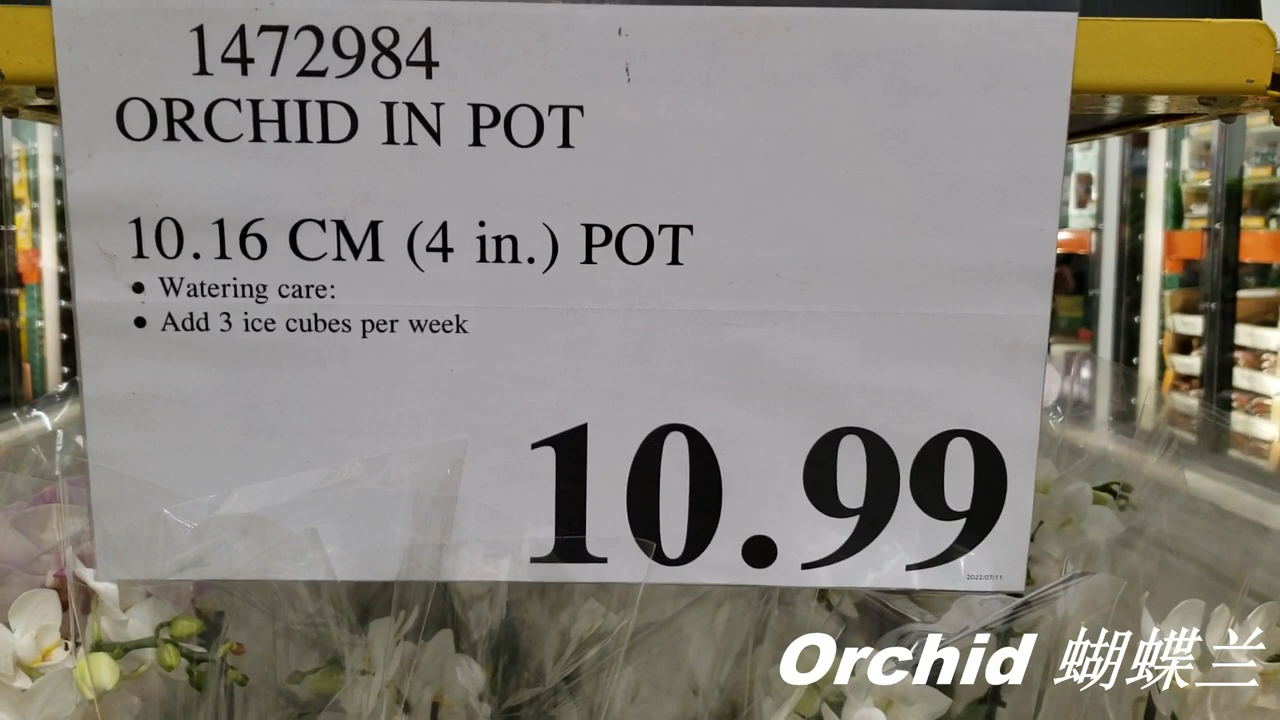 1472984
ORCHID IN POT
10.16 CM (4 in.) POT
• Watering care:
• Add 3 ice cubes per week
10.99
2022/07/11
Orchid 蝴蝶兰